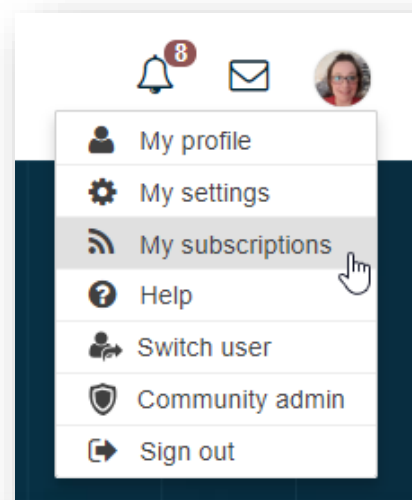 8
My profile
My settings
My subscriptions
Help
Switch user
Community admin
Sign out